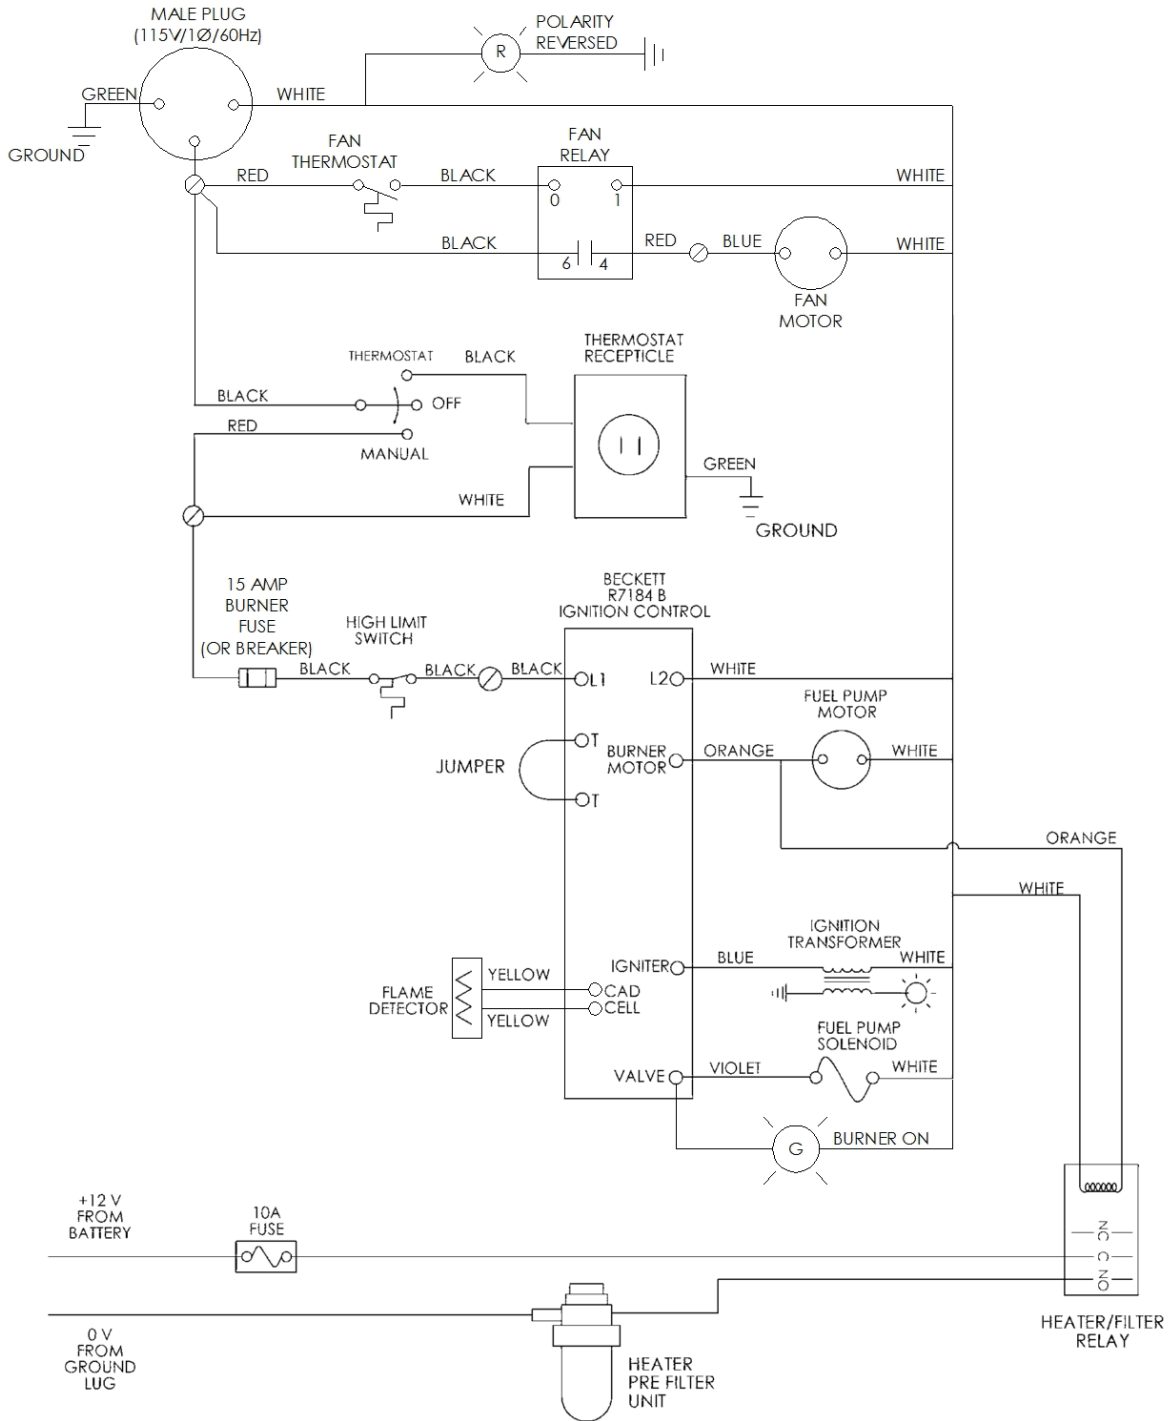 MALE PLUG
(115V/1Ø/60Hz)
POLARITY
REVERSED
R
GREEN
WHITE
GROUND
FAN
THERMOSTAT
FAN
RELAY
RED
BLACK
WHITE
0
1
BLACK
RED
BLUE
WHITE
6
4
FAN
MOTOR
THERMOSTAT
RECEPTICLE
THERMOSTAT
BLACK
BLACK
OFF
RED
MANUAL
GREEN
WHITE
GROUND
15 AMP
BURNER
FUSE
(OR BREAKER)
HIGH LIMIT
SWITCH
BECKETT
R7184 B
IGNITION CONTROL
BLACK
BLACK
BLACK
L1
L2
WHITE
FUEL PUMP
MOTOR
JUMPER
T
T
BURNER
MOTOR
ORANGE
WHITE
ORANGE
WHITE
IGNITION
TRANSFORMER
IGNITER
BLUE
WHITE
FLAME
DETECTOR
YELLOW
YELLOW
CAD
CELL
FUEL PUMP
SOLENOID
VALVE
VIOLET
WHITE
G
BURNER ON
+12 V
FROM
BATTERY
10A
FUSE
NC
C
NO
HEATER/FILTER
RELAY
0 V
FROM
GROUND
LUG
HEATER
PRE FILTER
UNIT